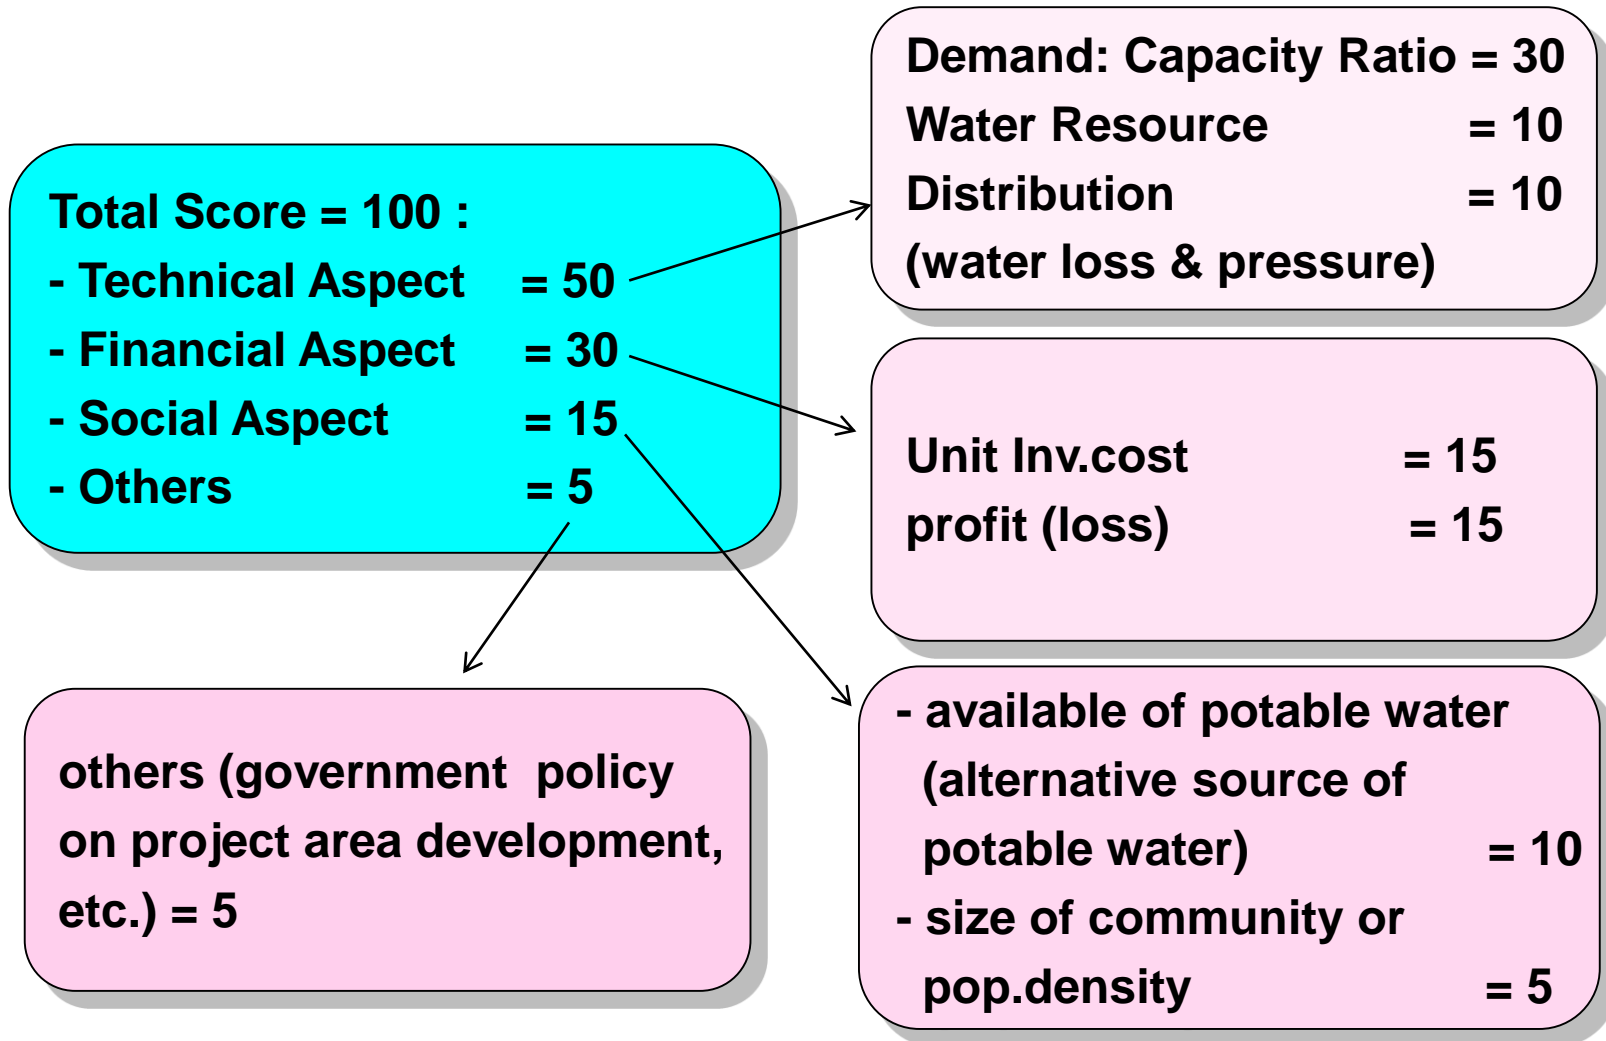 Total Score = 100 :
- Technical Aspect = 50
- Financial Aspect = 30
- Social Aspect = 15
- Others = 5
Demand: Capacity Ratio = 30
Water Resource = 10
Distribution = 10
(water loss & pressure)
Unit Inv.cost = 15
profit (loss) = 15
- available of potable water
(alternative source of
potable water) = 10
- size of community or
pop.density = 5
others (government policy
on project area development,
etc.) = 5